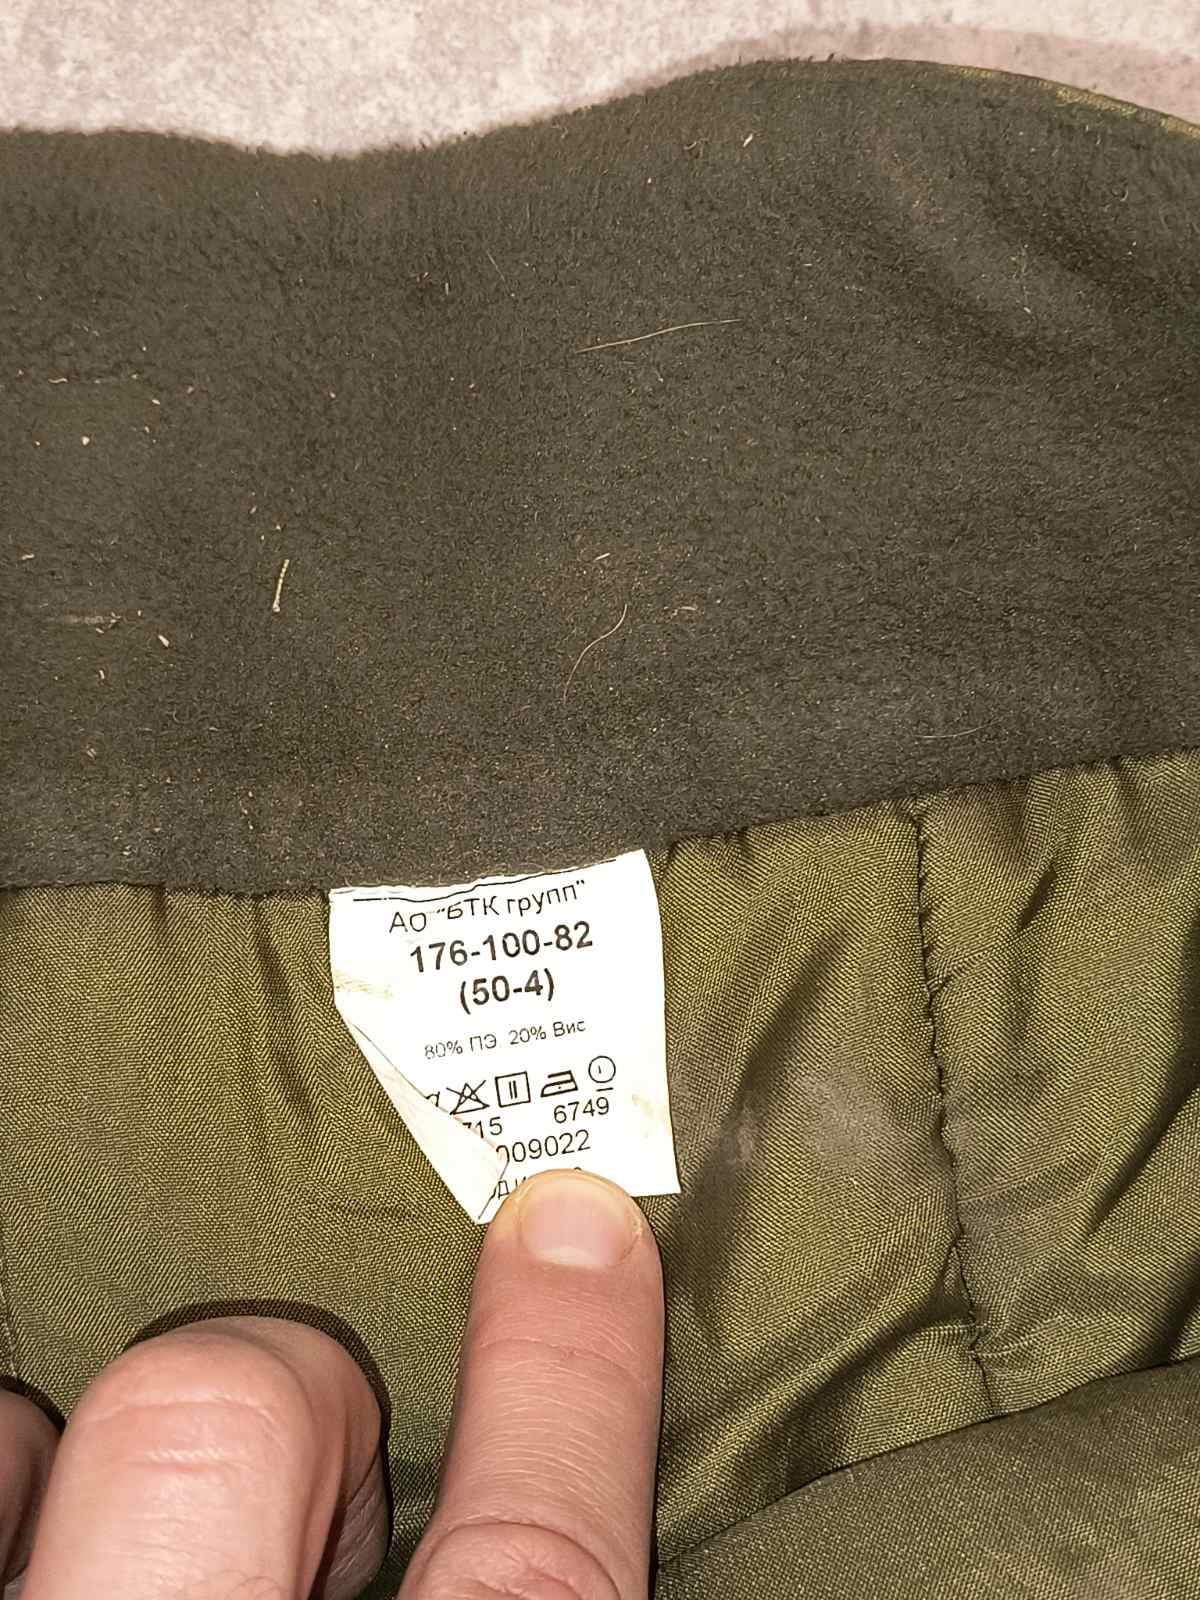 АО "БТК групп"
176-100-82
(50-4)
80% ПЭ 20% Вис
715 6749
009022